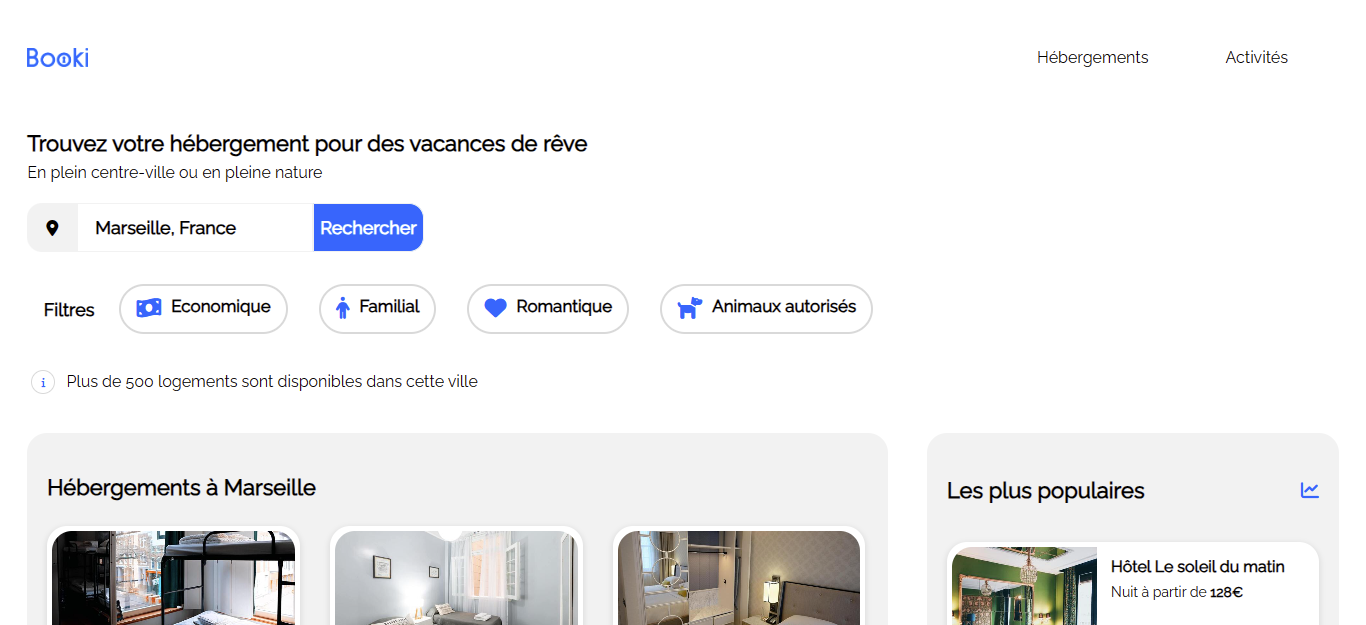 Booki
Hébergements
Activités
Trouvez votre hébergement pour des vacances de rêve
En plein centre-ville ou en pleine nature
Marseille, France
Rechercher
Filtres
Economique
Familial
Romantique
Animaux autorisés
i
Plus de 500 logements sont disponibles dans cette ville
Hébergements à Marseille
Les plus populaires
Hôtel Le soleil du matin
Nuit à partir de 128€